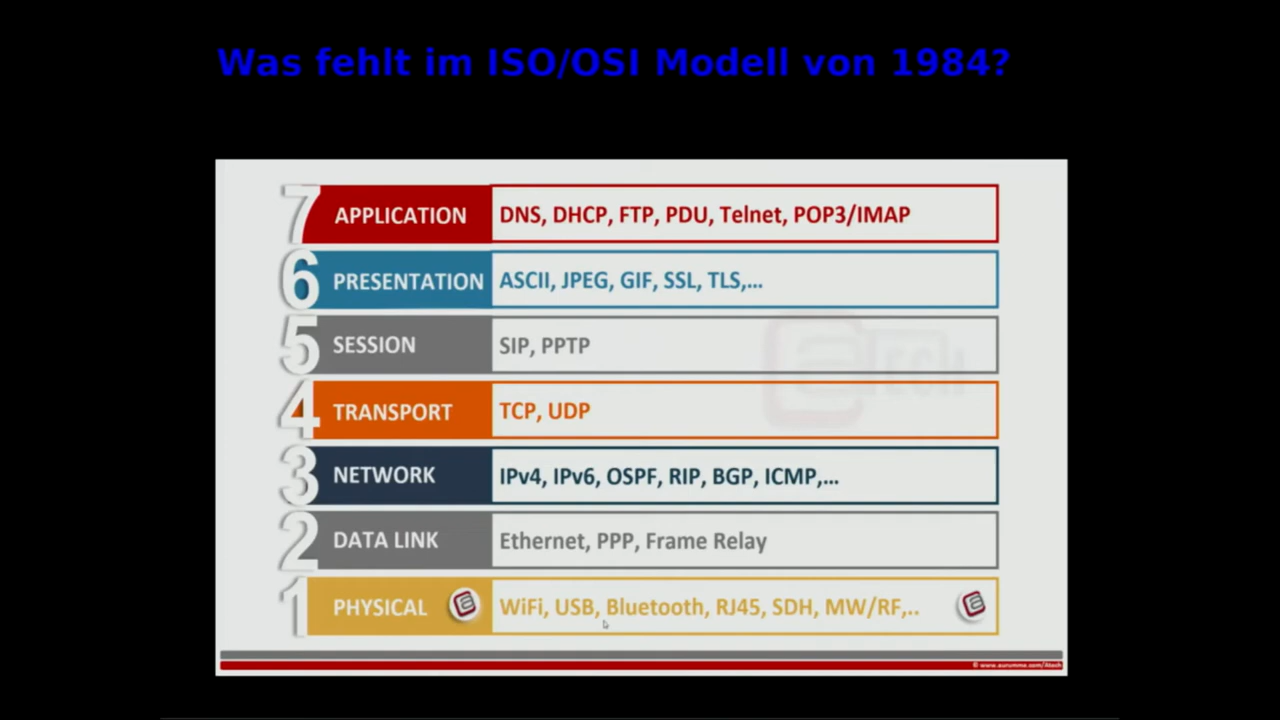 Was fehlt im ISO/OSI Modell von 1984?
7 APPLICATION DNS, DHCP, FTP, PDU, Telnet, POP3/IMAP
6 PRESENTATION ASCII, JPEG, GIF, SSL, TLS,...
5 SESSION SIP, PPTP
4 TRANSPORT TCP, UDP
3 NETWORK IPv4, IPv6, OSPF, RIP, BGP, ICMP,...
2 DATA LINK Ethernet, PPP, Frame Relay
1 PHYSICAL WiFi, USB, Bluetooth, RJ45, SDH, MW/RF,..